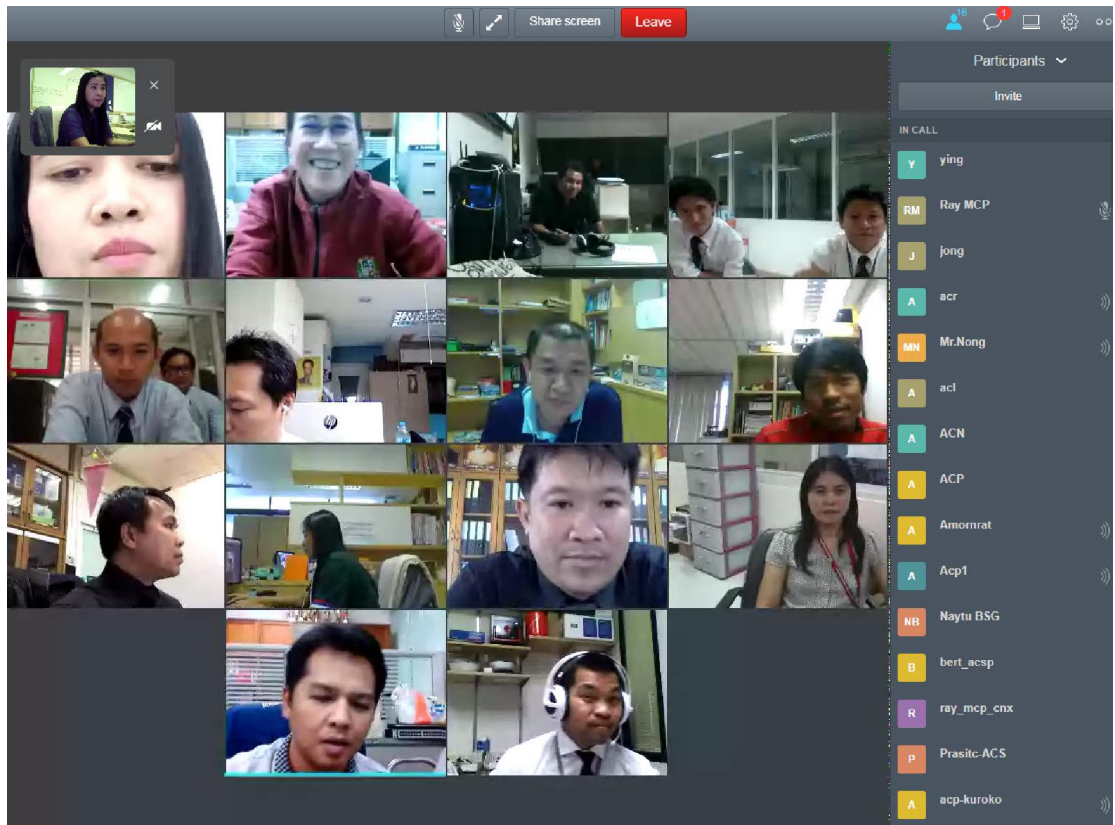 Share screen
Leave
18
1
Participants
Invite
IN CALL
Y
ying
RM
Ray MCP
J
jong
A
acr
MN
Mr.Nong
A
acl
A
ACN
A
ACP
A
Amornrat
A
Acp1
NB
Naytu BSG
B
bert_acsp
R
ray_mcp_cnx
P
Prasitc-ACS
A
acp-kuroko
hp